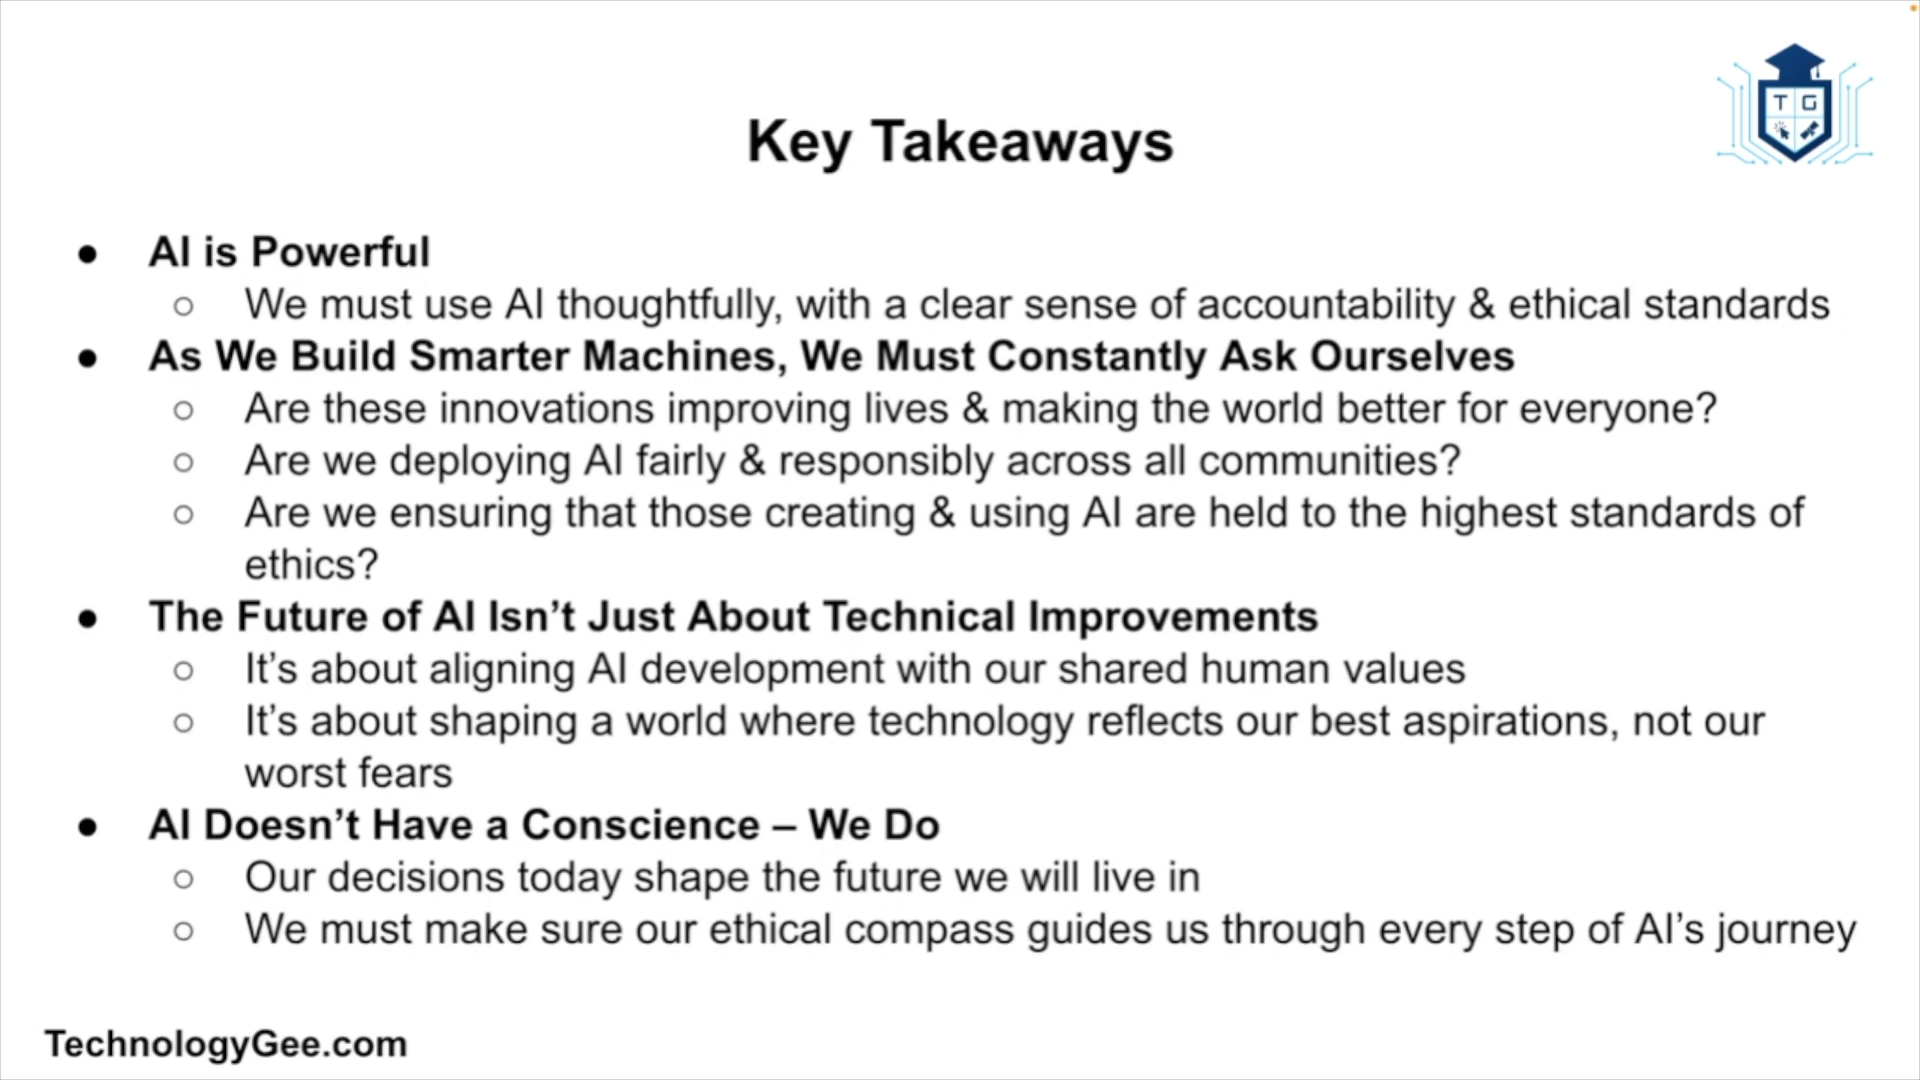 T G
Key Takeaways
● AI is Powerful
○ We must use AI thoughtfully, with a clear sense of accountability & ethical standards
● As We Build Smarter Machines, We Must Constantly Ask Ourselves
○ Are these innovations improving lives & making the world better for everyone?
○ Are we deploying AI fairly & responsibly across all communities?
○ Are we ensuring that those creating & using AI are held to the highest standards of
ethics?
● The Future of AI Isn’t Just About Technical Improvements
○ It’s about aligning AI development with our shared human values
○ It’s about shaping a world where technology reflects our best aspirations, not our
worst fears
● AI Doesn’t Have a Conscience – We Do
○ Our decisions today shape the future we will live in
○ We must make sure our ethical compass guides us through every step of AI’s journey
TechnologyGee.com